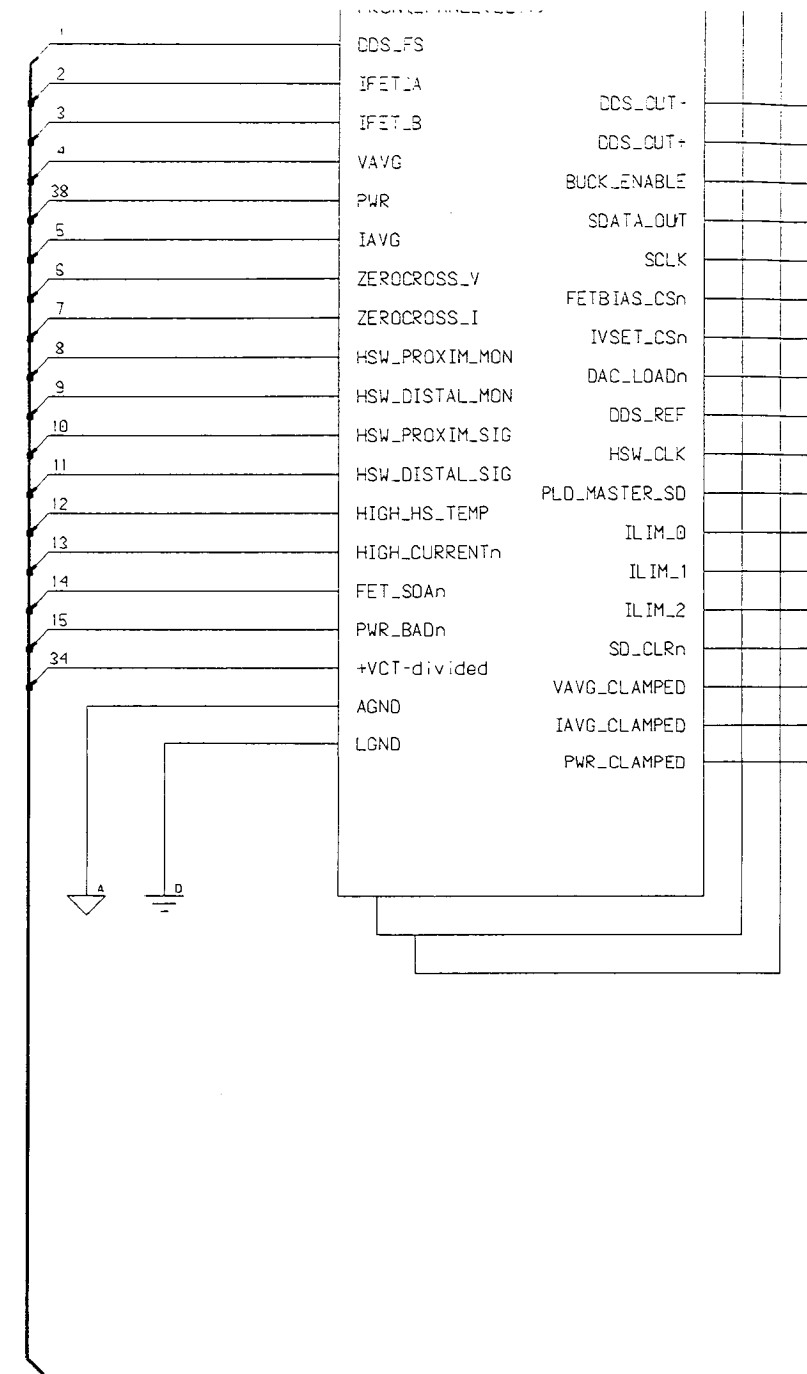 1
DDS_FS
2
IFET_A
3
IFET_B
4
VAVG
38
PWR
5
IAVG
6
ZEROCROSS_V
7
ZEROCROSS_I
8
HSW_PROXIM_MON
9
HSW_DISTAL_MON
10
HSW_PROXIM_SIG
11
HSW_DISTAL_SIG
12
HIGH_HS_TEMP
13
HIGH_CURRENTn
14
FET_SOAn
15
PWR_BADn
34
+VCT-divided
AGND
LGND
DDS_OUT-
DDS_OUT+
BUCK_ENABLE
SDATA_OUT
SCLK
FETBIAS_CSn
IVSET_CSn
DAC_LOADn
DDS_REF
HSW_CLK
PLD_MASTER_SD
ILIM_0
ILIM_1
ILIM_2
SD_CLRn
VAVG_CLAMPED
IAVG_CLAMPED
PWR_CLAMPED
A
D